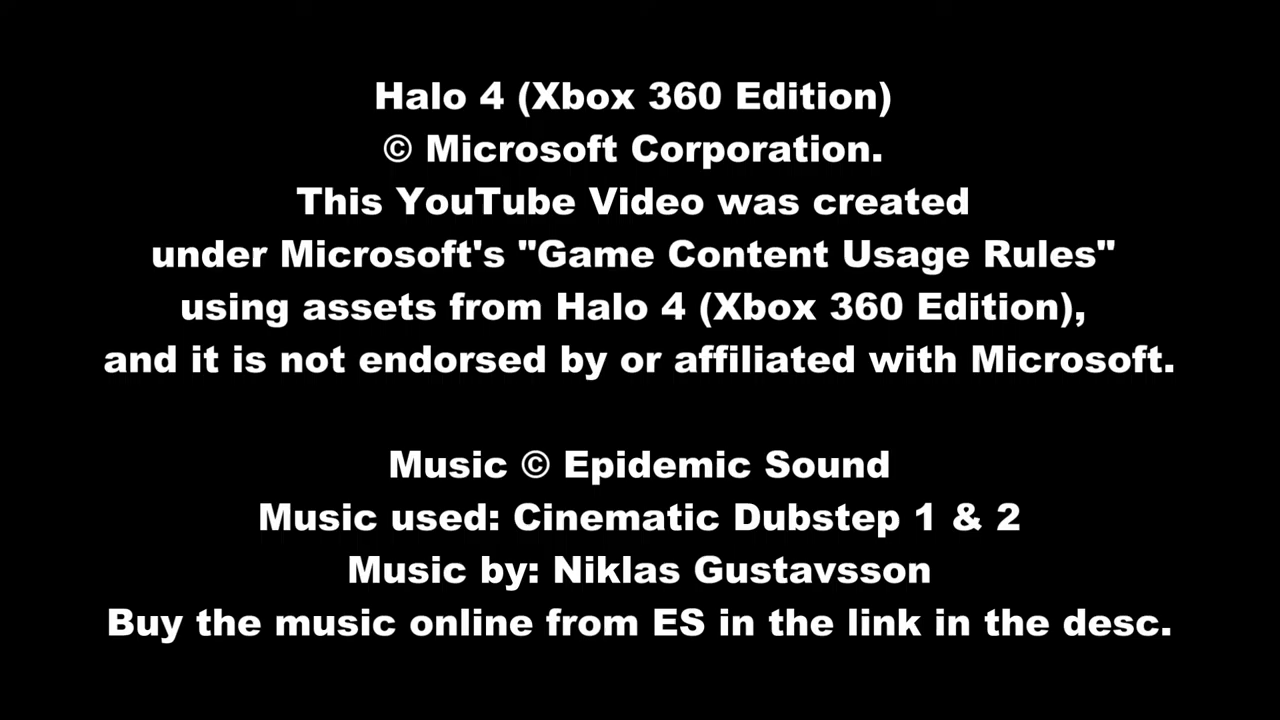 Halo 4 (Xbox 360 Edition)
© Microsoft Corporation.
This YouTube Video was created
under Microsoft's "Game Content Usage Rules"
using assets from Halo 4 (Xbox 360 Edition),
and it is not endorsed by or affiliated with Microsoft.
Music © Epidemic Sound
Music used: Cinematic Dubstep 1 & 2
Music by: Niklas Gustavsson
Buy the music online from ES in the link in the desc.